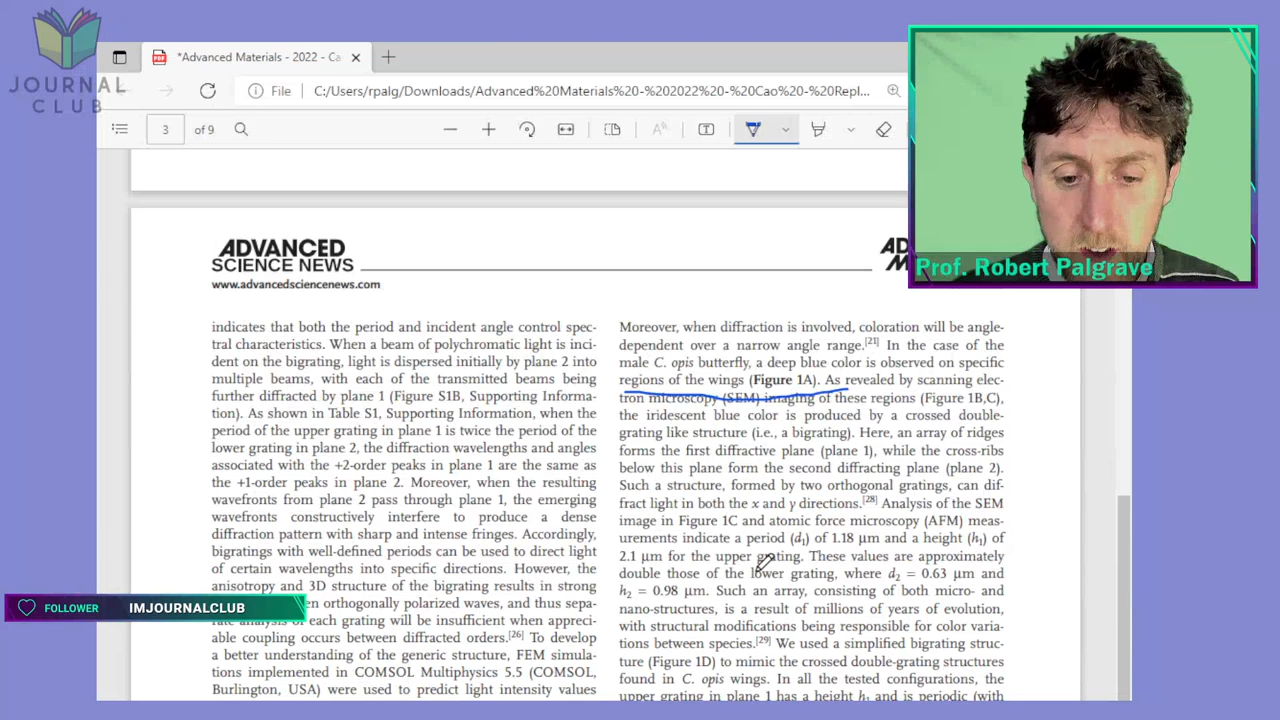 JOURNAL
CLUB
*Advanced Materials - 2022 - Ca
File
C:/Users/rpalg/Downloads/Advanced%20Materials%20-%202022%20-%20Cao%20-%20Repl...
3
of 9
Prof. Robert Palgrave
ADVANCED
SCIENCE NEWS
www.advancedsciencenews.com
AD
M
indicates that both the period and incident angle control spec-
tral characteristics. When a beam of polychromatic light is inci-
dent on the bigrating, light is dispersed initially by plane 2 into
multiple beams, with each of the transmitted beams being
further diffracted by plane 1 (Figure S1B, Supporting Informa-
tion). As shown in Table S1, Supporting Information, when the
period of the upper grating in plane 1 is twice the period of the
lower grating in plane 2, the diffraction wavelengths and angles
associated with the +2-order peaks in plane 1 are the same as
the +1-order peaks in plane 2. Moreover, when the resulting
wavefronts from plane 2 pass through plane 1, the emerging
wavefronts constructively interfere to produce a dense
diffraction pattern with sharp and intense fringes. Accordingly,
bigratings with well-defined periods can be used to direct light
of certain wavelengths into specific directions. However, the
anisotropy and 3D structure of the bigrating results in strong
en orthogonally polarized waves, and thus sepa-
rate analysis of each grating will be insufficient when appreci-
able coupling occurs between diffracted orders.[26] To develop
a better understanding of the generic structure, FEM simula-
tions implemented in COMSOL Multiphysics 5.5 (COMSOL,
Burlington, USA) were used to predict light intensity values
Moreover, when diffraction is involved, coloration will be angle-
dependent over a narrow angle range.[21] In the case of the
male C. opis butterfly, a deep blue color is observed on specific
regions of the wings (Figure 1A). As revealed by scanning elec-
tron microscopy (SEM) imaging of these regions (Figure 1B,C),
the iridescent blue color is produced by a crossed double-
grating like structure (i.e., a bigrating). Here, an array of ridges
forms the first diffractive plane (plane 1), while the cross-ribs
below this plane form the second diffracting plane (plane 2).
Such a structure, formed by two orthogonal gratings, can dif-
fract light in both the x and y directions.[28] Analysis of the SEM
image in Figure 1C and atomic force microscopy (AFM) meas-
urements indicate a period (d1) of 1.18 µm and a height (h1) of
2.1 µm for the upper grating. These values are approximately
double those of the lower grating, where d2 = 0.63 µm and
h2 = 0.98 µm. Such an array, consisting of both micro- and
nano-structures, is a result of millions of years of evolution,
with structural modifications being responsible for color varia-
tions between species.[29] We used a simplified bigrating struc-
ture (Figure 1D) to mimic the crossed double-grating structures
found in C. opis wings. In all the tested configurations, the
upper grating in plane 1 has a height h1 and is periodic (with
FOLLOWER
IMJOURNALCLUB